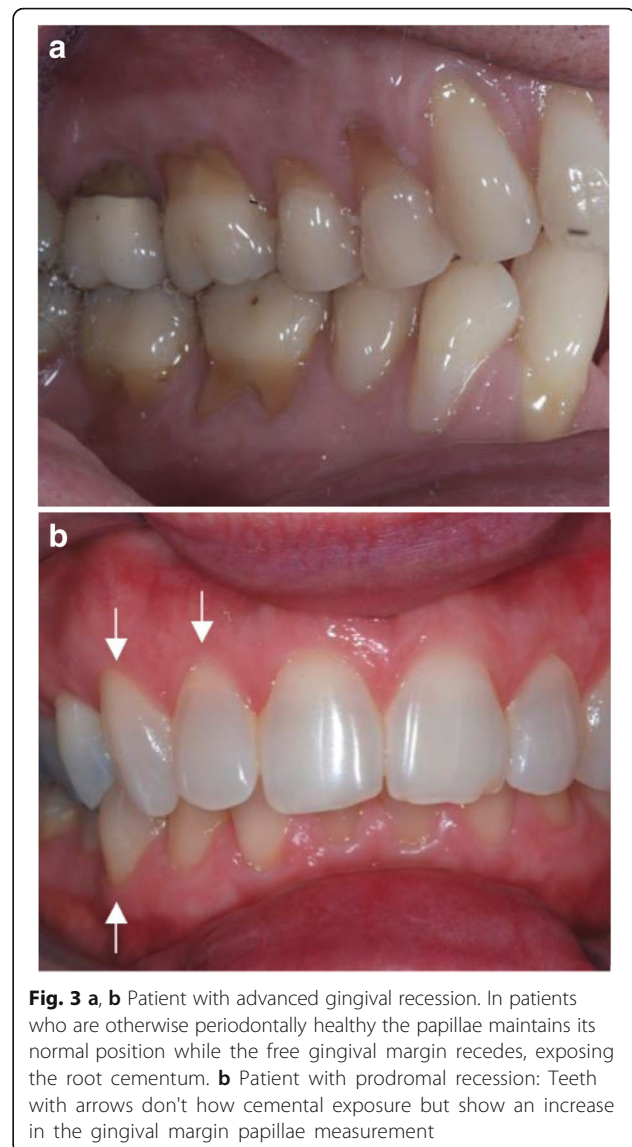 a
b
Fig. 3 a, b Patient with advanced gingival recession. In patients
who are otherwise periodontally healthy the papillae maintains its
normal position while the free gingival margin recedes, exposing
the root cementum. b Patient with prodromal recession: Teeth
with arrows don't how cemental exposure but show an increase
in the gingival margin papillae measurement